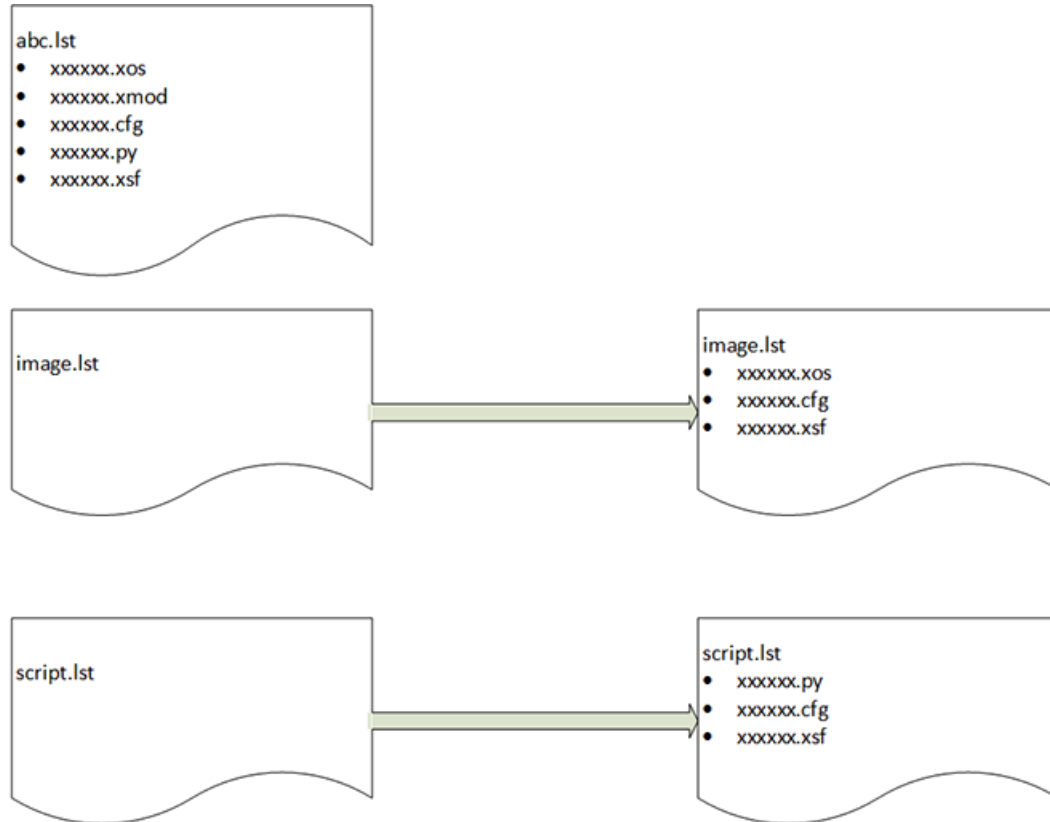 abc.lst
• xxxxxx.xos
• xxxxxx.xmod
• xxxxxx.cfg
• xxxxxx.py
• xxxxxx.xsf
image.lst
image.lst
• xxxxxx.xos
• xxxxxx.cfg
• xxxxxx.xsf
script.lst
script.lst
• xxxxxx.py
• xxxxxx.cfg
• xxxxxx.xsf